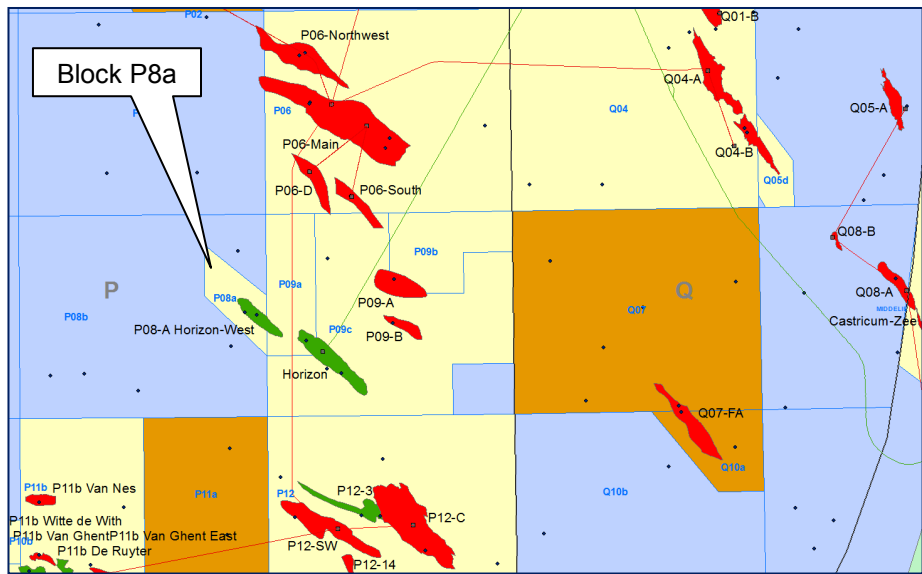 P02
Q01-B
P06-Northwest
Block P8a
Q04-A
P06
Q04
Q05-A
P06-Main
Q04-B
P06-D
P06-South
Q05d
Q08-B
P09b
P
P09a
Q
Q08-A
P08a
P09-A
P08b
P08-A Horizon-West
P09c
Q07
MIDDELIE
Castricum-Zee
P09-B
Horizon
Q07-FA
Q10a
P11b
P11b Van Nes
P11a
P12
P12-3
Q10b
P12-C
P11b Witte de With
P11b Van Ghent
P11b Van Ghent East
P10b
P12-SW
P11b De Ruyter
P12-14